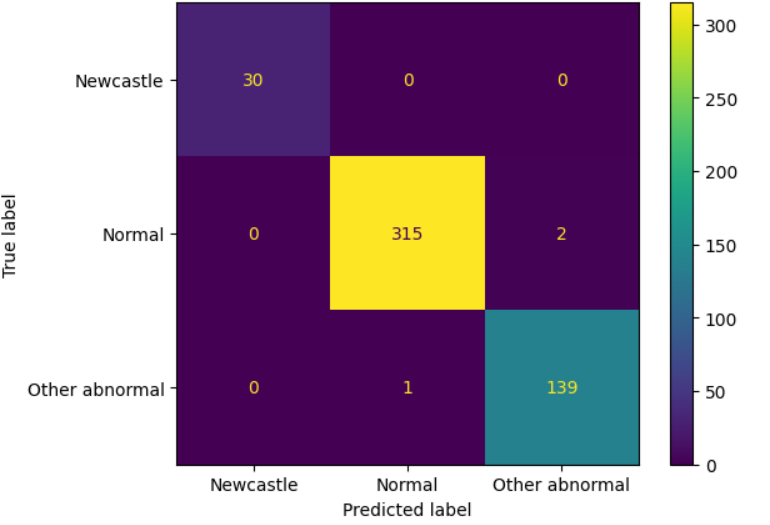 Newcastle 30 0 0
Normal 0 315 2
Other abnormal 0 1 139
Newcastle Normal Other abnormal
Predicted label
True label
300
250
200
150
100
50
0